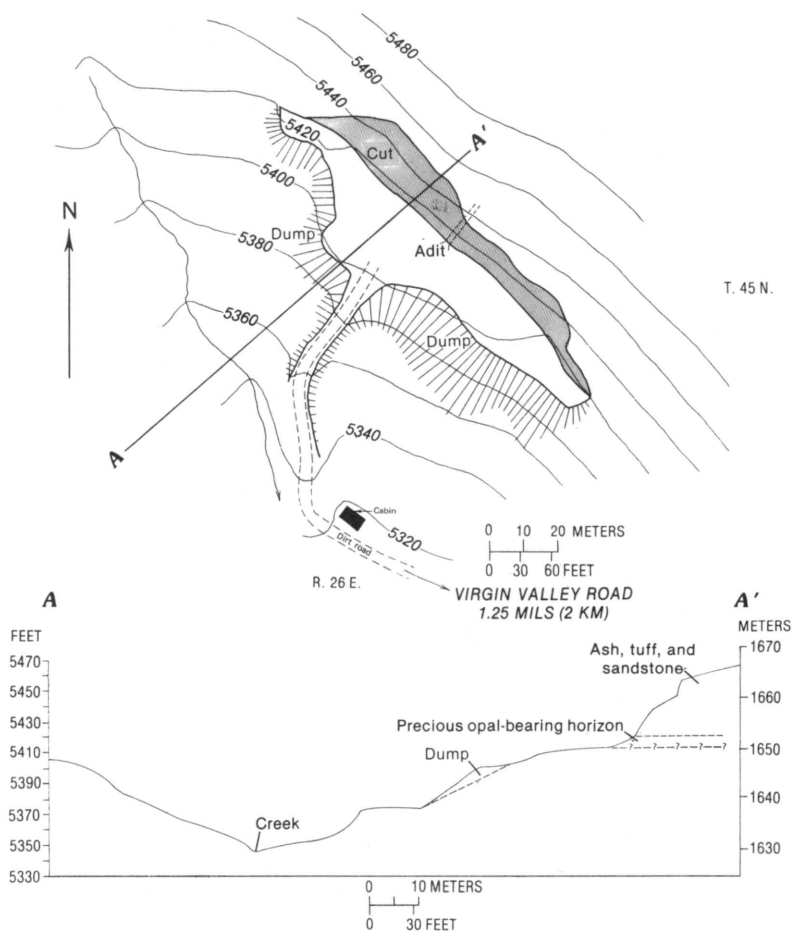 5480
5460
5440
5420
A'
Cut
5400
N
Dump
5380
Adit
T. 45 N.
5360
Dump
5340
A
Cabin
5320
Dirt road
0 10 20 METERS
0 30 60 FEET
R. 26 E.
VIRGIN VALLEY ROAD
1.25 MILS (2 KM)
A
A'
FEET
METERS
5470
5450
5430
5410
5390
5370
5350
5330
Ash, tuff, and
sandstone
Precious opal-bearing horizon
? ? ? ? ? ?
Dump
Creek
1670
1660
1650
1640
1630
0 10 METERS
0 30 FEET